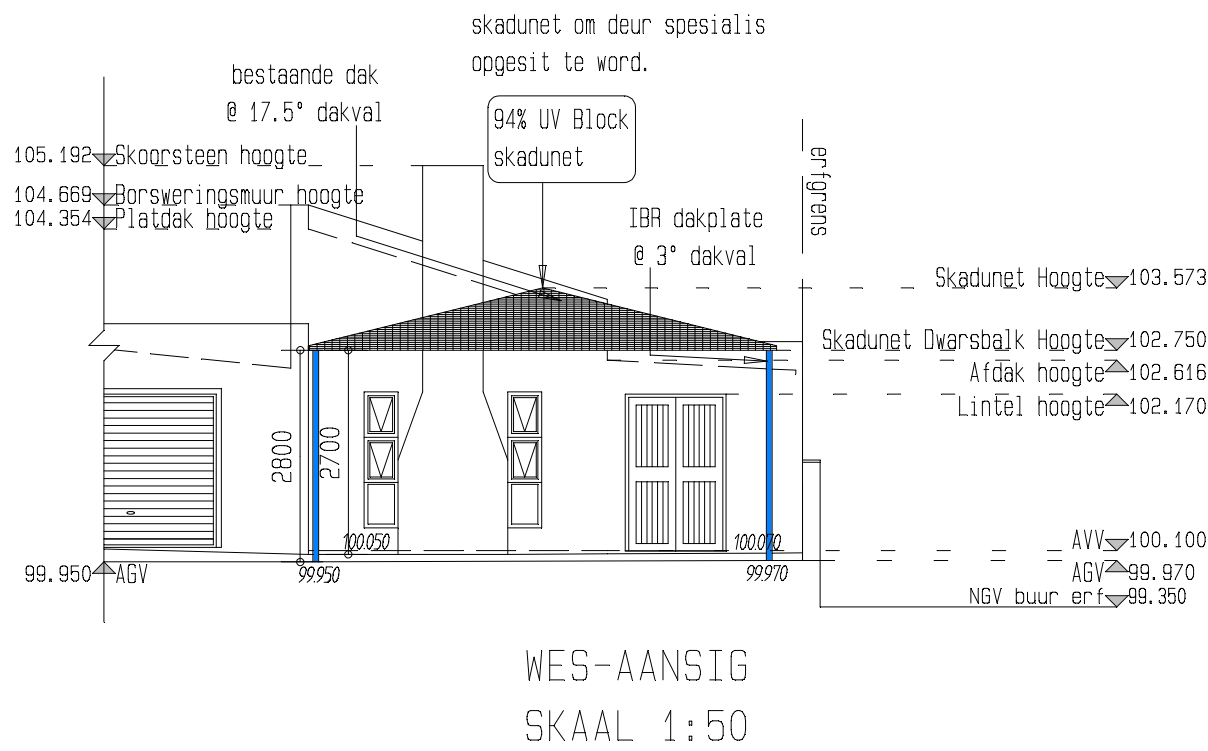 skadunet om deur spesialis
opgesit te word.
bestaande dak
@ 17.5° dakval
94% UV Block
skadunet
105.192 Skoorsteen hoogte
104.669 Borsweringsmuur hoogte
104.354 Platdak hoogte
erfgrens
IBR dakplate
@ 3° dakval
Skadunet Hoogte 103.573
Skadunet Dwarsbalk Hoogte 102.750
Afdak hoogte 102.616
Lintel hoogte 102.170
2800
2700
100.050
100.070
AVV 100.100
99.950 AGV
99.950
99.970
AGV 99.970
NGV buur erf 99.350
WES-AANSIG
SKAAL 1:50